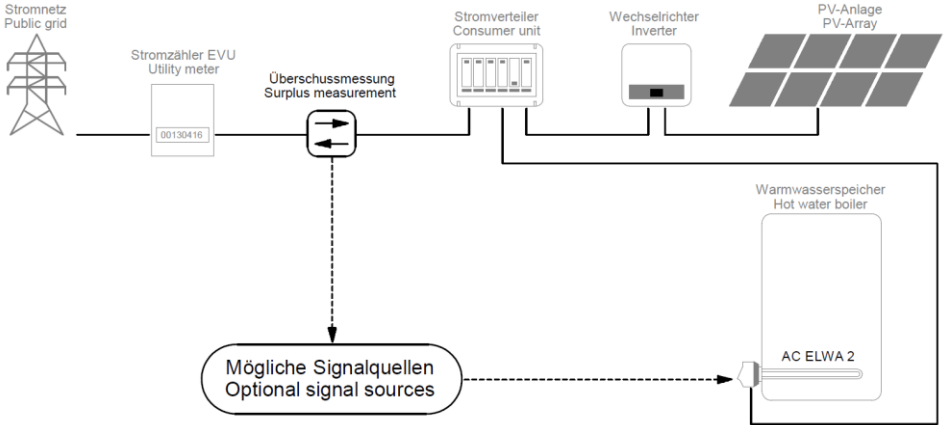 Stromnetz
Public grid
Stromzähler EVU
Utility meter
00130416
Überschussmessung
Surplus measurement
Stromverteiler
Consumer unit
Wechselrichter
Inverter
PV-Anlage
PV-Array
Warmwasserspeicher
Hot water boiler
AC ELWA 2
Mögliche Signalquellen
Optional signal sources